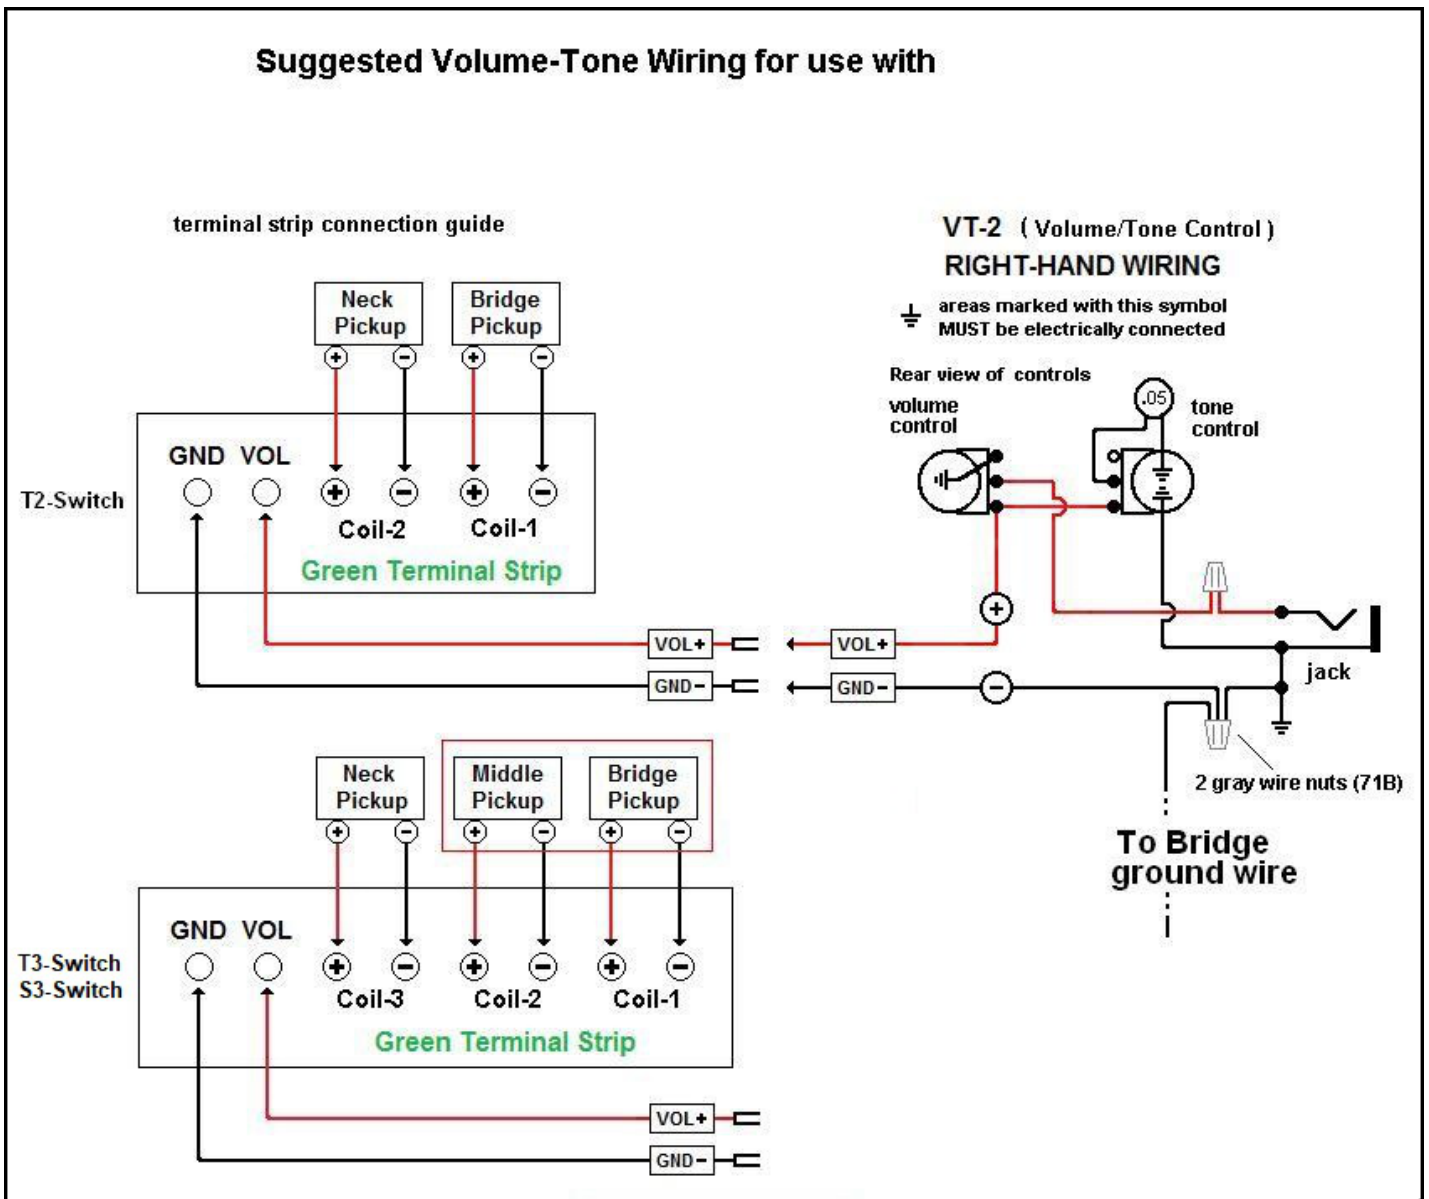 Suggested Volume-Tone Wiring for use with
terminal strip connection guide
VT-2 ( Volume/Tone Control )
RIGHT-HAND WIRING
areas marked with this symbol
MUST be electrically connected
Neck
Pickup
Bridge
Pickup
+
-
+
-
Rear view of controls
volume
control
.05
tone
control
GND VOL
T2-Switch
+
-
+
-
Coil-2
Coil-1
Green Terminal Strip
+
VOL+
VOL+
GND-
GND-
-
jack
2 gray wire nuts (71B)
To Bridge
ground wire
Neck
Pickup
Middle
Pickup
Bridge
Pickup
+
-
+
-
+
-
GND VOL
T3-Switch
S3-Switch
+
-
+
-
+
-
Coil-3
Coil-2
Coil-1
Green Terminal Strip
VOL+
GND-